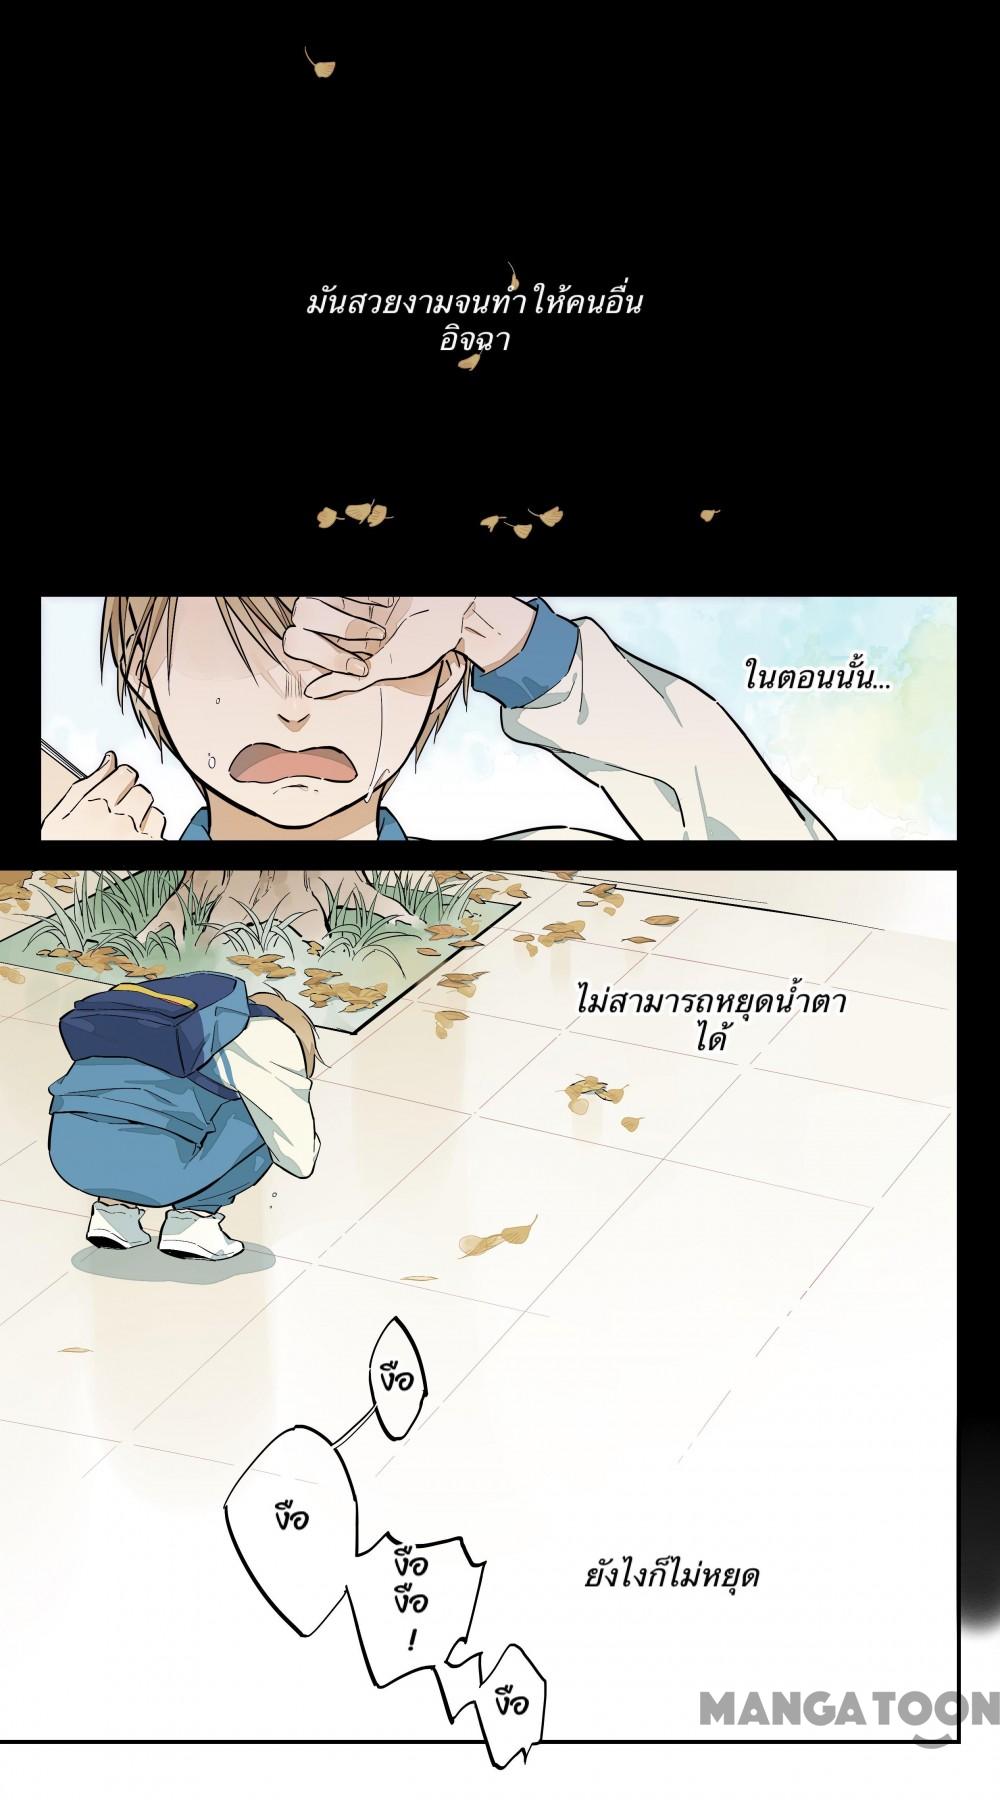 มันสวยงามจนทำให้คนอื่น
อิจฉา
ในตอนนั้น...
ไม่สามารถหยุดน้ำตา
ได้
งือ
งือ
งือ
งือ
!
ยังไงก็ไม่หยุด
งือ
MANGATOON